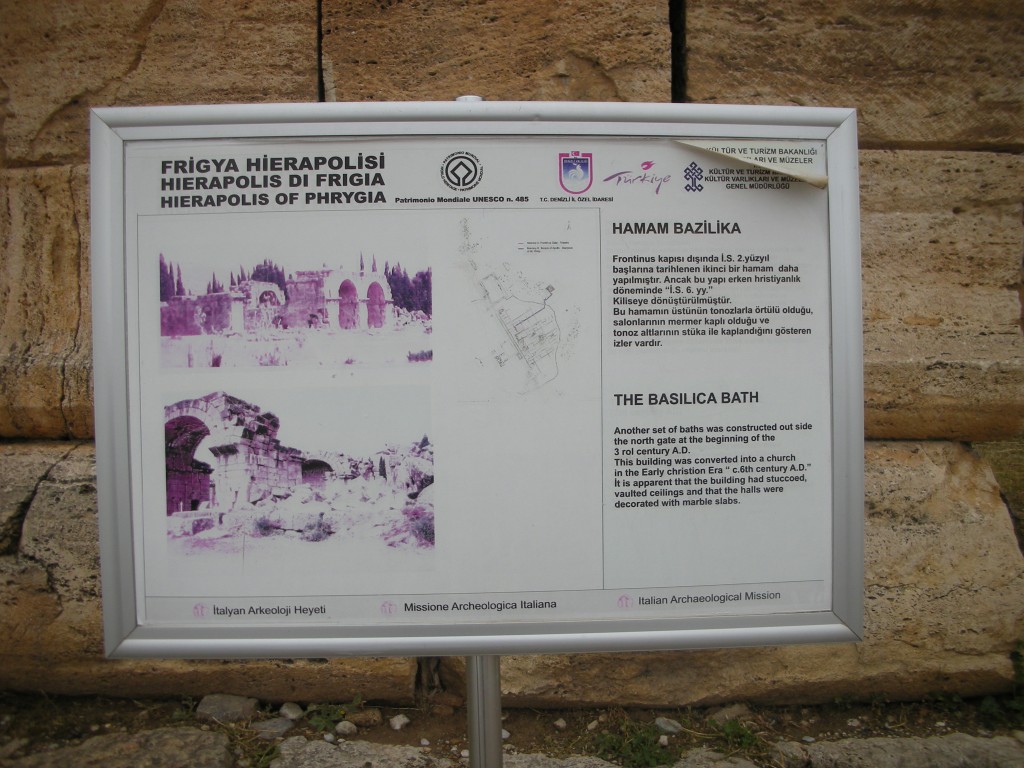 FRİGYA HİERAPOLİSİ
HIERAPOLIS DI FRIGIA
HIERAPOLIS OF PHRYGIA
Patrimonio Mondiale UNESCO n. 485
T.C. DENİZLİ İL ÖZEL İDARESİ
Türkiye
KÜLTÜR VE TURİZM BAKANLIĞI
VARLIKLARI VE MÜZELER
KÜLTÜR VE TURİZM
KÜLTÜR VARLIKLARI VE MÜZELER
GENEL MÜDÜRLÜĞÜ
HAMAM BAZİLİKA
Frontinus kapısı dışında İ.S. 2.yüzyıl
başlarına tarihlenen ikinci bir hamam daha
yapılmıştır. Ancak bu yapı erken hristiyanlık
döneminde “İ.S. 6. yy.”
Kiliseye dönüştürülmüştür.
Bu hamamın üstünün tonozlarla örtülü olduğu,
salonlarının mermer kaplı olduğu ve
tonoz altlarının stüka ile kaplandığını gösteren
izler vardır.
THE BASILICA BATH
Another set of baths was constructed out side
the north gate at the beginning of the
3 rol century A.D.
This building was converted into a church
in the Early christion Era “ c.6th century A.D.”
İt is apparent that the building had stuccoed,
vaulted ceilings and that the halls were
decorated with marble slabs.
İtalyan Arkeoloji Heyeti
Missione Archeologica Italiana
Italian Archaeological Mission